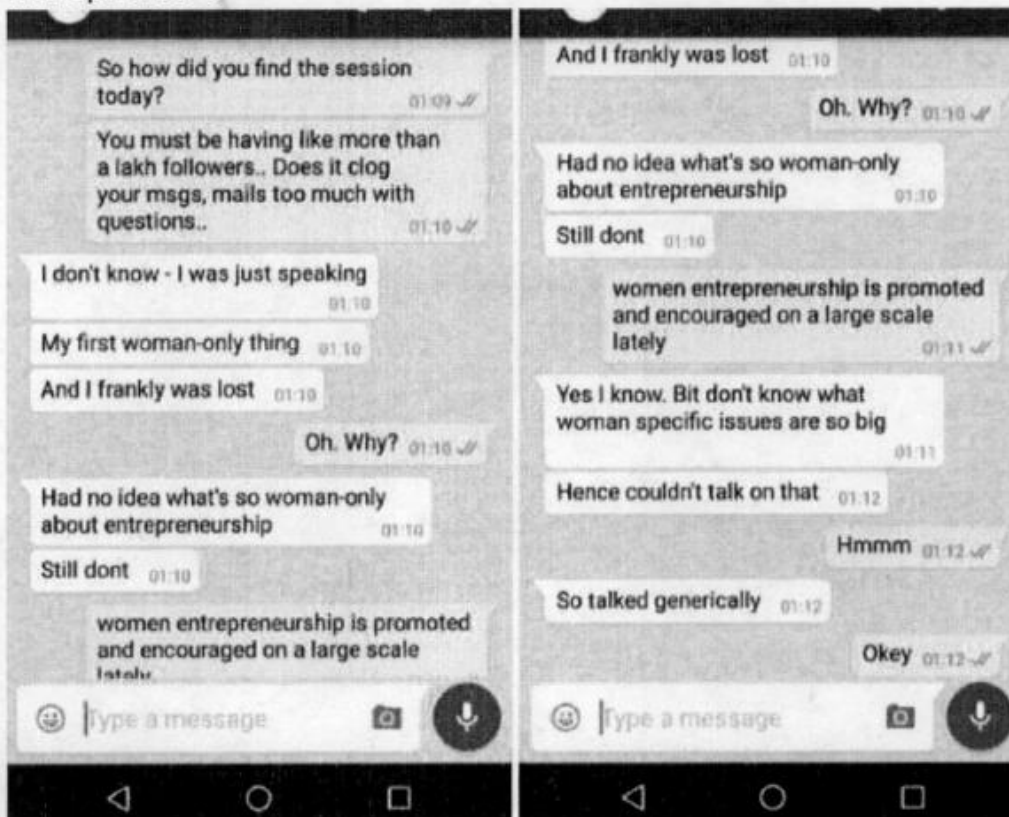 So how did you find the session
today?
01:09
You must be having like more than
a lakh followers.. Does it clog
your msgs, mails too much with
questions..
01:10
I don't know - I was just speaking
01:10
My first woman-only thing 01:10
And I frankly was lost 01:10
Oh. Why? 01:10
Had no idea what's so woman-only
about entrepreneurship 01:10
Still dont 01:10
women entrepreneurship is promoted
and encouraged on a large scale
lately
Type a message
And I frankly was lost 01:10
Oh. Why? 01:10
Had no idea what's so woman-only
about entrepreneurship 01:10
Still dont 01:10
women entrepreneurship is promoted
and encouraged on a large scale
lately 01:11
Yes I know. Bit don't know what
woman specific issues are so big
01:11
Hence couldn't talk on that 01:12
Hmmm 01:12
So talked generically 01:12
Okey 01:12
Type a message